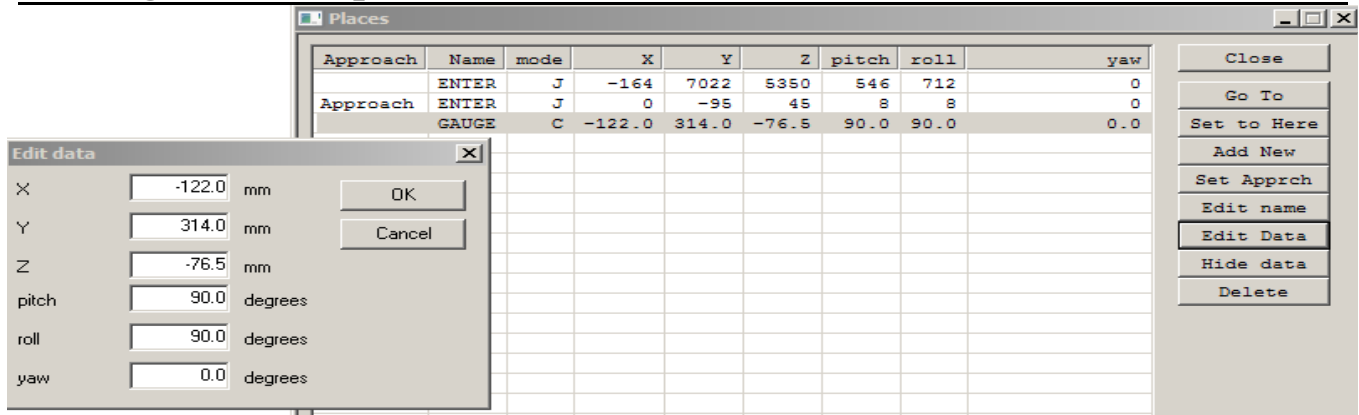 Places
Approach Name mode X Y Z pitch roll yaw
ENTER J -164 7022 5350 546 712 0
Approach ENTER J 0 -95 45 8 8 0
GAUGE C -122.0 314.0 -76.5 90.0 90.0 0.0
Close
Go To
Set to Here
Add New
Set Apprch
Edit name
Edit Data
Hide data
Delete
Edit data
X -122.0 mm
Y 314.0 mm
Z -76.5 mm
pitch 90.0 degrees
roll 90.0 degrees
yaw 0.0 degrees
OK
Cancel